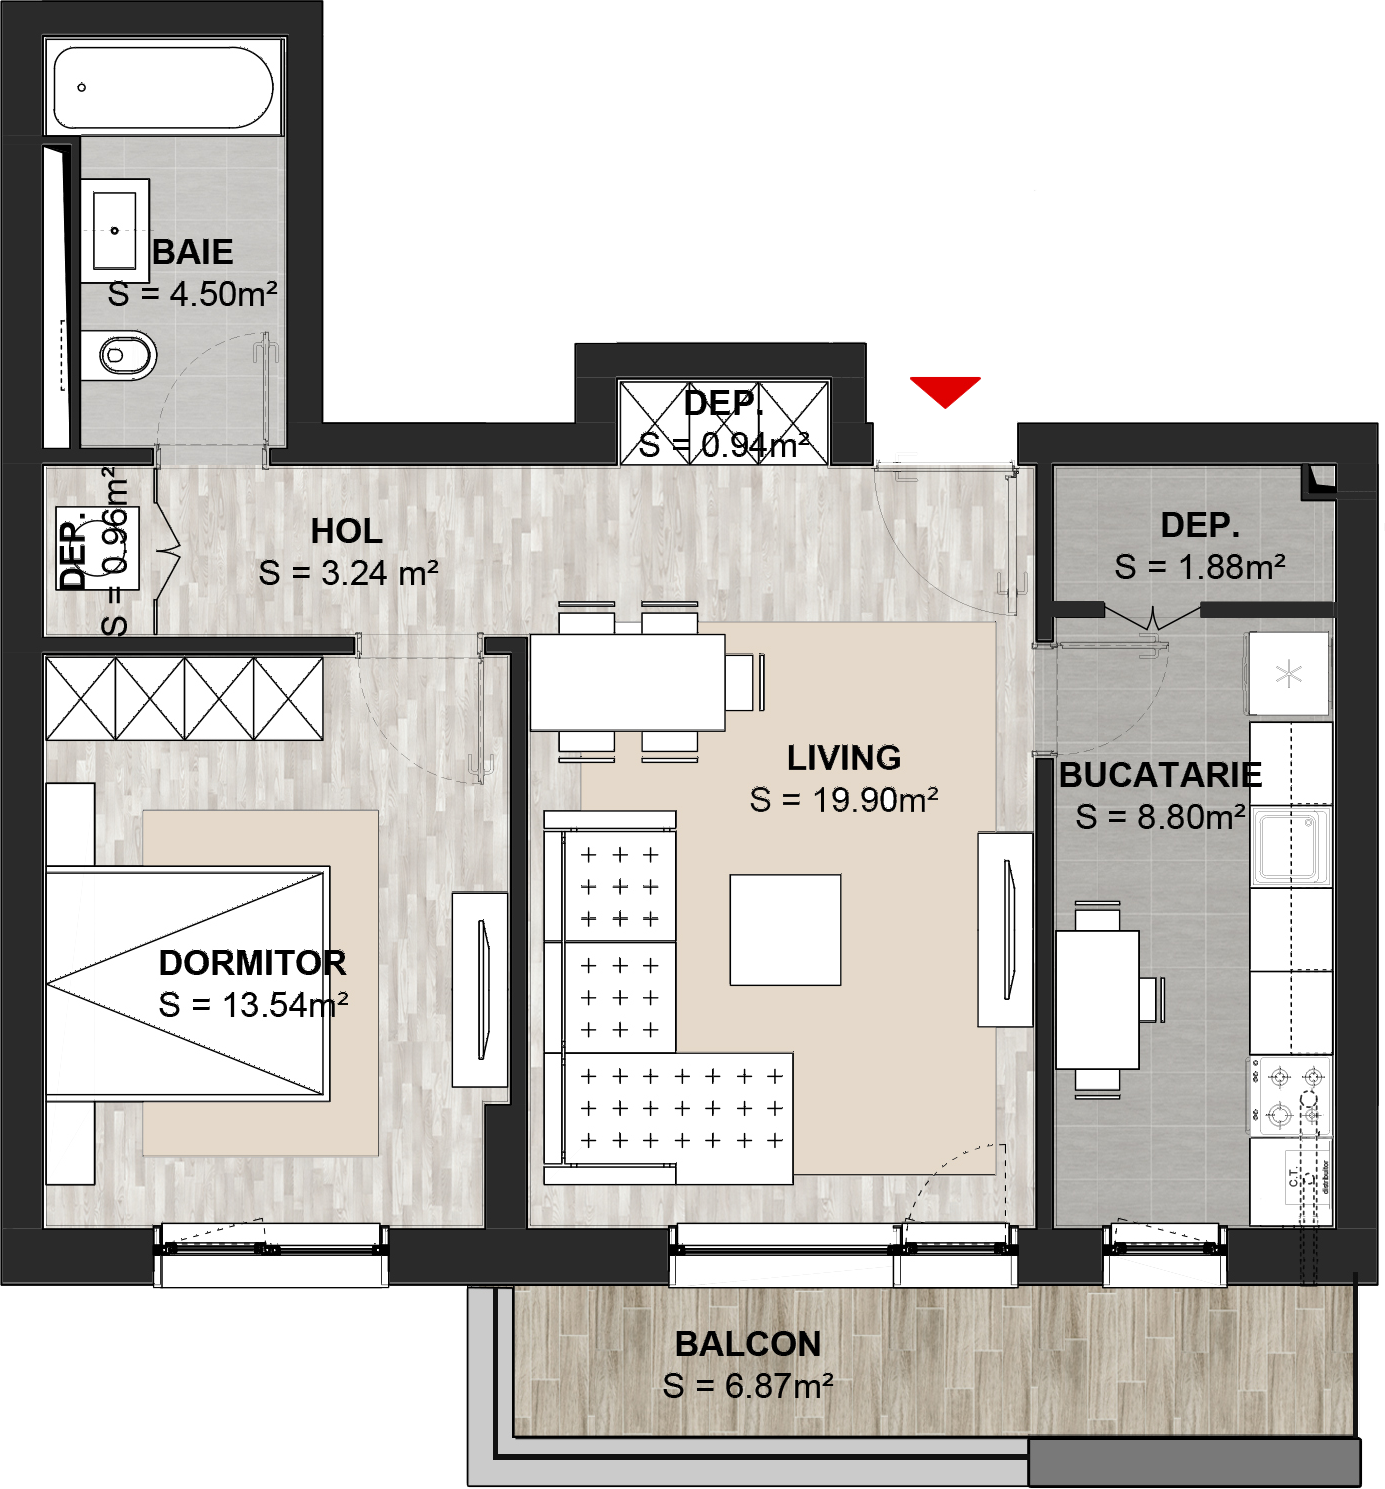 BAIE
S = 4.50m²
DEP.
S = 0.94m²
DEP.
S = 0.96m²
HOL
S = 3.24 m²
DEP.
S = 1.88m²
LIVING
S = 19.90m²
BUCATARIE
S = 8.80m²
DORMITOR
S = 13.54m²
C.T.
distribuitor
BALCON
S = 6.87m²